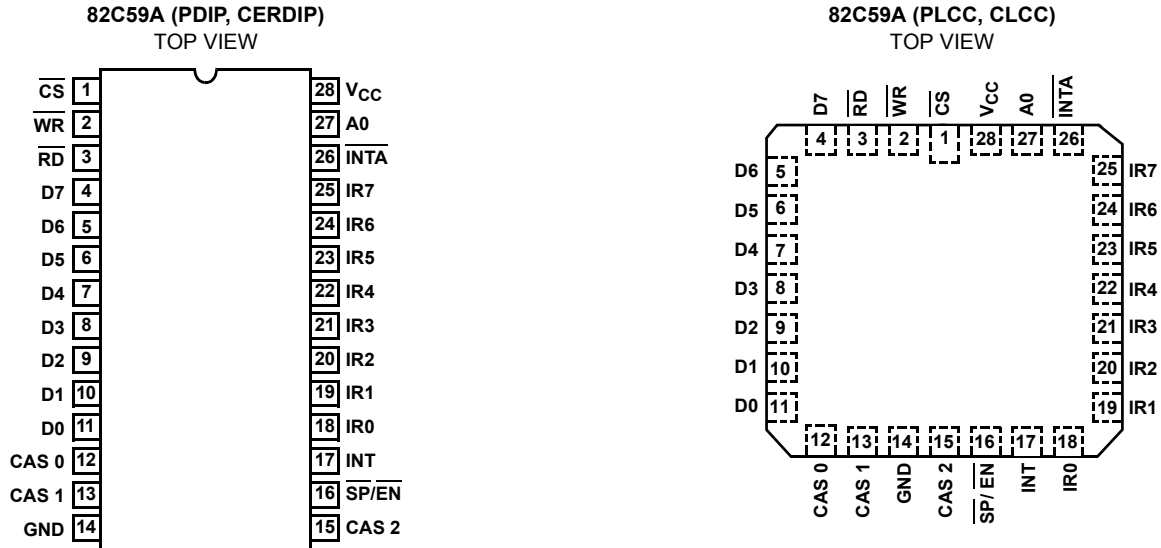 82C59A (PDIP, CERDIP)
TOP VIEW
CS 1
WR 2
RD 3
D7 4
D6 5
D5 6
D4 7
D3 8
D2 9
D1 10
D0 11
CAS 0 12
CAS 1 13
GND 14
28 VCC
27 A0
26 INTA
25 IR7
24 IR6
23 IR5
22 IR4
21 IR3
20 IR2
19 IR1
18 IR0
17 INT
16 SP/EN
15 CAS 2
82C59A (PLCC, CLCC)
TOP VIEW
D7 RD WR CS VCC A0 INTA
4 3 2 1 28 27 26
D6 5
D5 6
D4 7
D3 8
D2 9
D1 10
D0 11
25 IR7
24 IR6
23 IR5
22 IR4
21 IR3
20 IR2
19 IR1
12 13 14 15 16 17 18
CAS 0 CAS 1 GND CAS 2 SP/ EN INT IR0